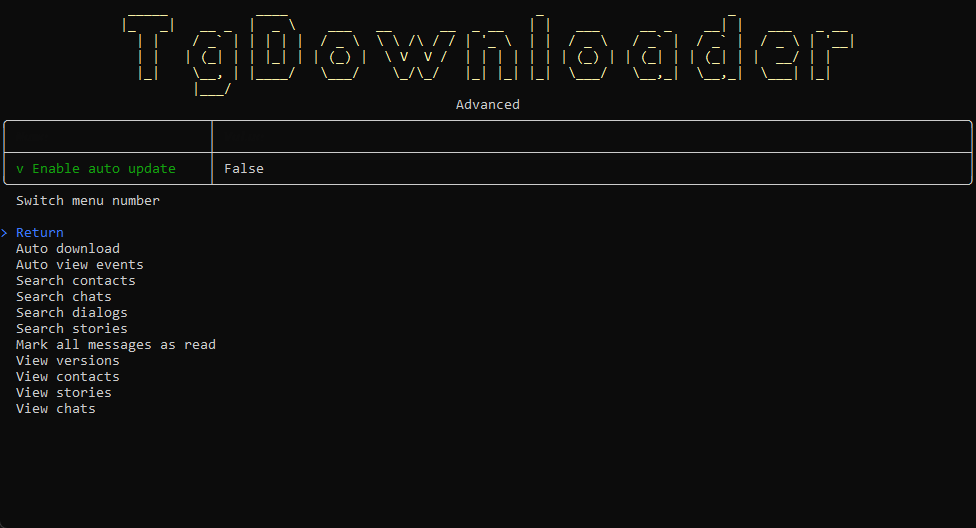 TgDownloader
Advanced
v Enable auto update False
Switch menu number
> Return
Auto download
Auto view events
Search contacts
Search chats
Search dialogs
Search stories
Mark all messages as read
View versions
View contacts
View stories
View chats